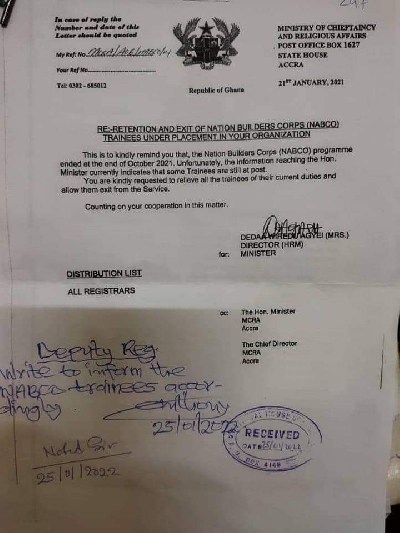 In case of reply the
Number and date of this
Letter should be quoted
My Ref No.
Your Ref No.
Tel: 0302 - 685012
Republic of Ghana
MINISTRY OF CHIEFTAINCY
AND RELIGIOUS AFFAIRS
POST OFFICE BOX 1627
STATE HOUSE
ACCRA
21ST JANUARY, 2021
RE:-RETENTION AND EXIT OF NATION BUILDERS CORPS (NABCO)
TRAINEES UNDER PLACEMENT IN YOUR ORGANIZATION
This is to kindly remind you that, the Nation Builders Corps (NABCO) programme
ended at the end of October 2021. Unfortunately, the information reaching the Hon.
Minister currently indicates that some Trainees are still at post.
You are kindly requested to relieve all the trainees of their current duties and
allow them exit from the Service.
Counting on your cooperation in this matter.
AGYEI (MRS.)
DIRECTOR (HRM)
for: MINISTER
DISTRIBUTION LIST
ALL REGISTRARS
cc: The Hon. Minister
MCRA
Accra
The Chief Director
MCRA
Accra
Deputy Reg.
Write to inform the
NABCO trainees accor-
dingly
25/01/2022
Noted Sir
25/01/2022
RECEIVED
DATE